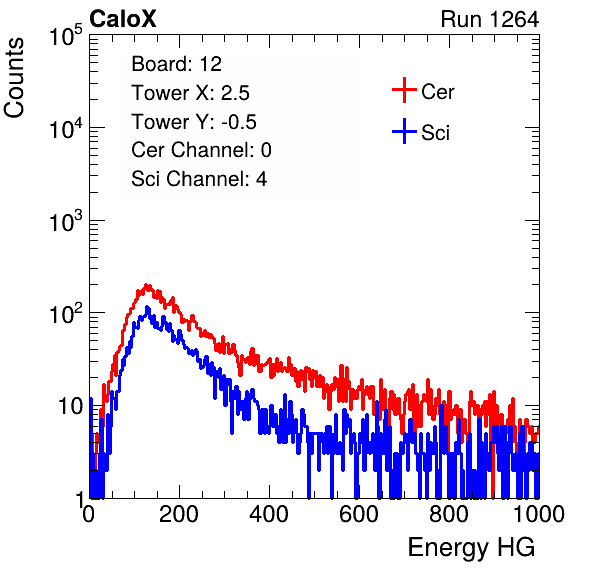 CaloX
Run 1264
Counts
10^5
10^4
10^3
10^2
10
1
Board: 12
Tower X: 2.5
Tower Y: -0.5
Cer Channel: 0
Sci Channel: 4
Cer
Sci
0 200 400 600 800 1000
Energy HG